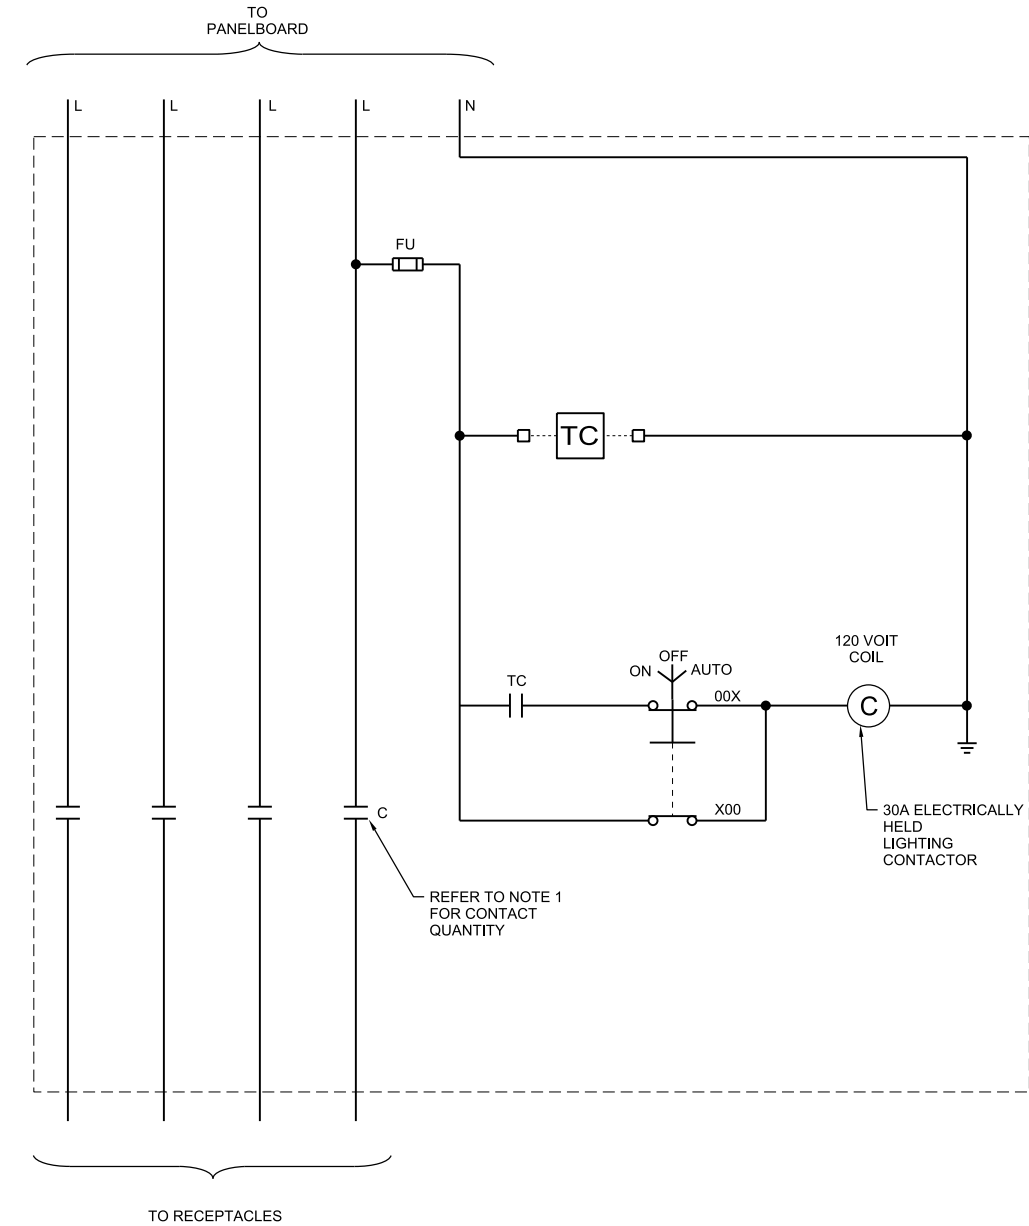 TO
PANELBOARD
L
L
L
L
N
FU
TC
120 VOIT
COIL
OFF
ON
AUTO
TC
00X
C
X00
C
30A ELECTRICALLY
HELD
LIGHTING
CONTACTOR
REFER TO NOTE 1
FOR CONTACT
QUANTITY
TO RECEPTACLES